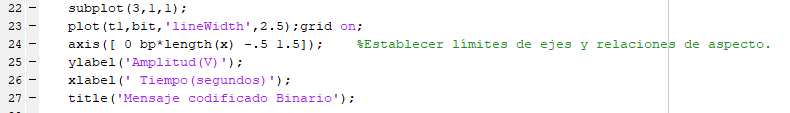 22 – subplot(3,1,1);
23 – plot(t1,bit,'lineWidth',2.5);grid on;
24 – axis([ 0 bp*length(x) -.5 1.5]); %Establecer límites de ejes y relaciones de aspecto.
25 – ylabel('Amplitud(V)');
26 – xlabel(' Tiempo(segundos)');
27 – title('Mensaje codificado Binario');